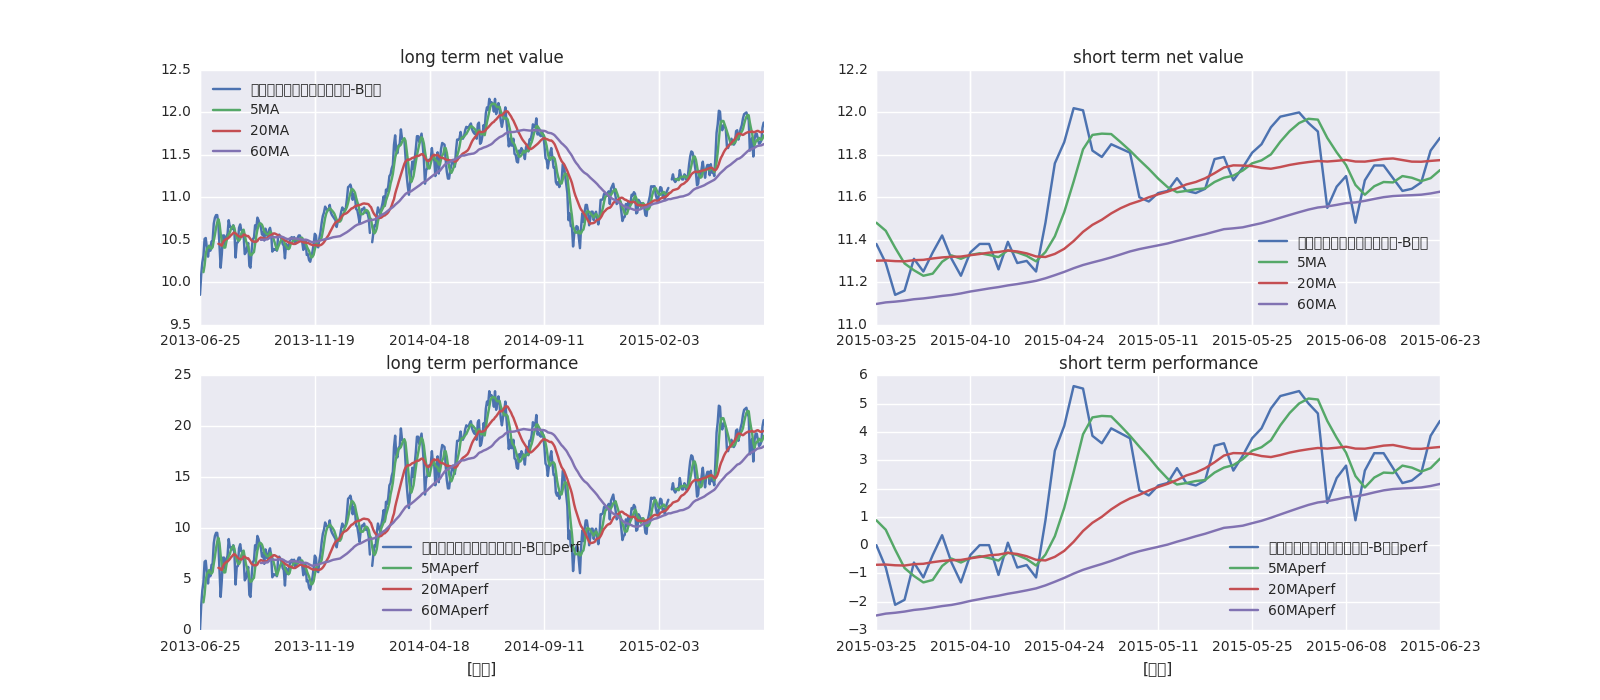 long term net value
12.5
12.0
11.5
11.0
10.5
10.0
9.5
-B
5MA
20MA
60MA
2013-06-25 2013-11-19 2014-04-18 2014-09-11 2015-02-03
short term net value
12.2
12.0
11.8
11.6
11.4
11.2
11.0
-B
5MA
20MA
60MA
2015-03-25 2015-04-10 2015-04-24 2015-05-11 2015-05-25 2015-06-08 2015-06-23
long term performance
25
20
15
10
5
0
-B perf
5MAperf
20MAperf
60MAperf
2013-06-25 2013-11-19 2014-04-18 2014-09-11 2015-02-03
[ ]
short term performance
6
5
4
3
2
1
0
−1
−2
−3
-B perf
5MAperf
20MAperf
60MAperf
2015-03-25 2015-04-10 2015-04-24 2015-05-11 2015-05-25 2015-06-08 2015-06-23
[ ]